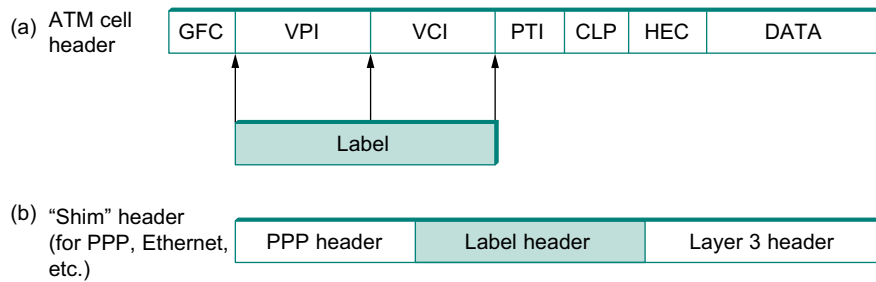 (a) ATM cell header
GFC VPI VCI PTI CLP HEC DATA
Label
(b) “Shim” header
(for PPP, Ethernet,
etc.)
PPP header Label header Layer 3 header